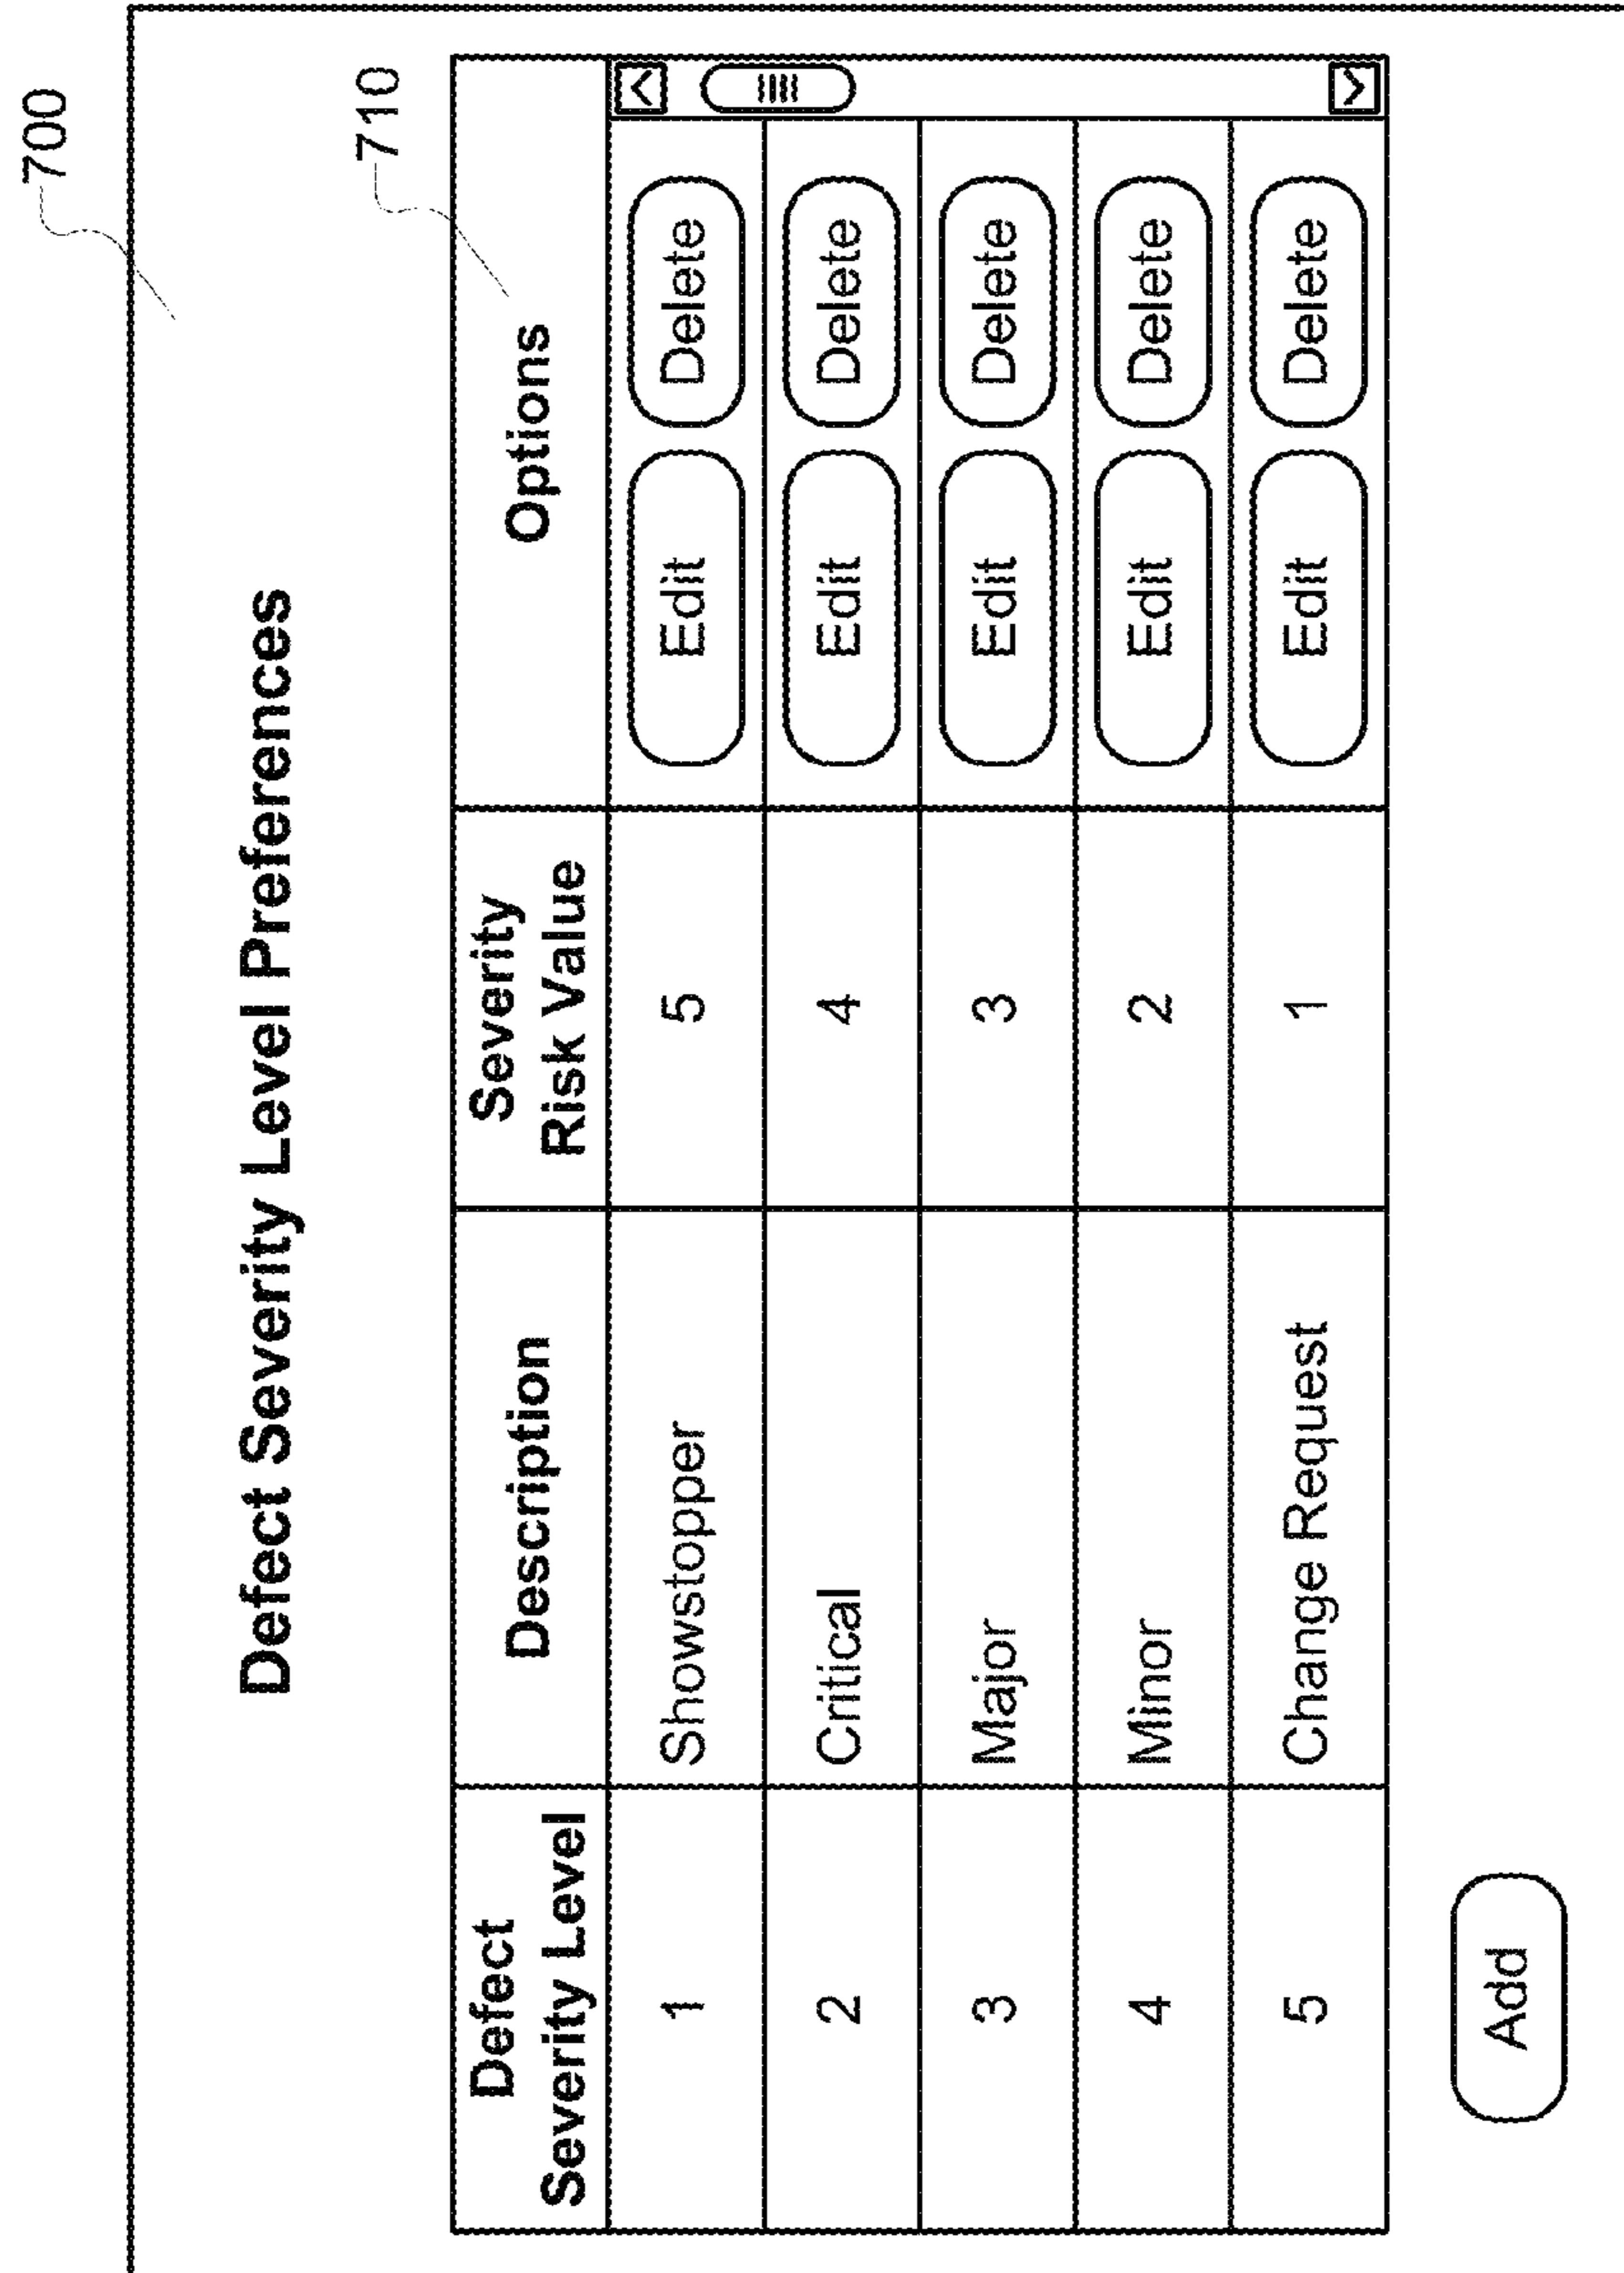 700
Defect Severity Level Preferences
710
Defect
Severity Level
Description
Severity
Risk Value
Options
1 Showstopper 5 Edit Delete
2 Critical 4 Edit Delete
3 Major 3 Edit Delete
4 Minor 2 Edit Delete
5 Change Request 1 Edit Delete
Add